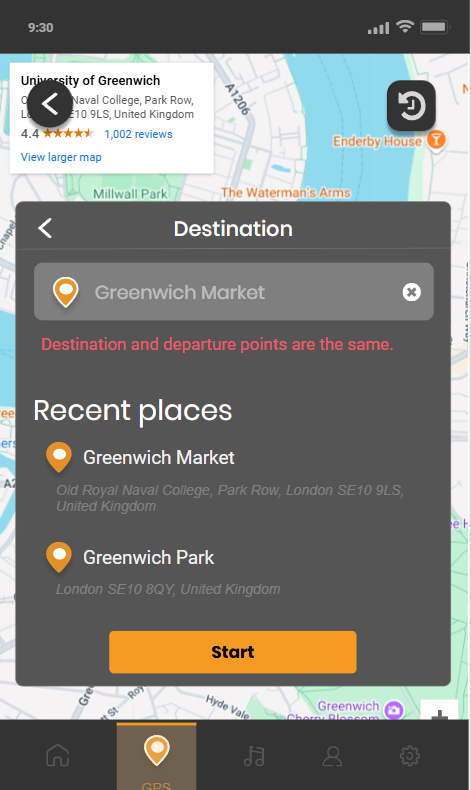 9:30
University of Greenwich
Naval College, Park Row,
SE10 9LS, United Kingdom
4.4 1,002 reviews
View larger map
A1206
Enderby House
Millwall Park
The Waterman's Arms
Destination
Greenwich Market
Destination and departure points are the same.
Recent places
Greenwich Market
Old Royal Naval College, Park Row, London SE10 9LS,
United Kingdom
Greenwich Park
London SE10 8QY, United Kingdom
Start
Hyde Vale
Greenwich
Cherry Blossom
GPS